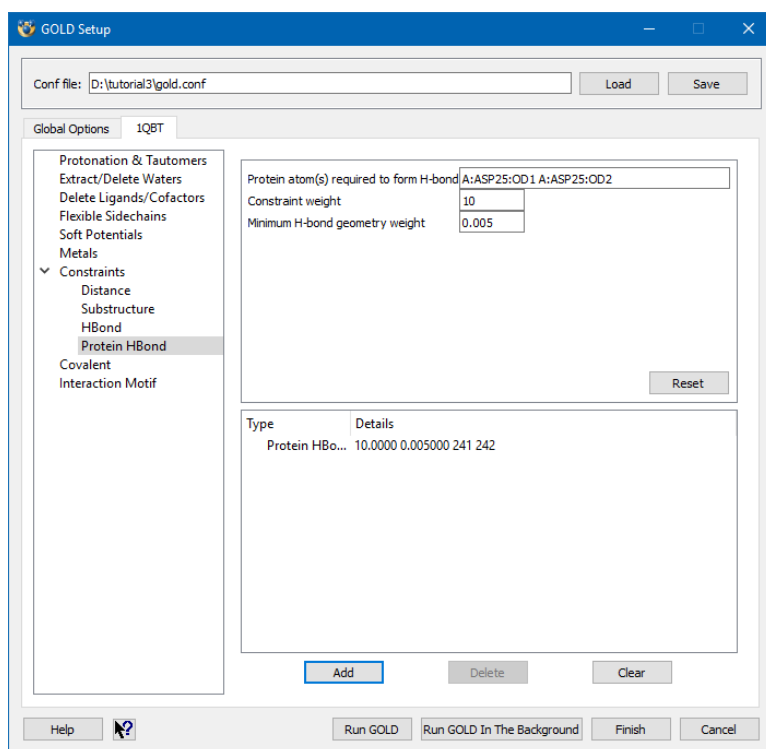 GOLD Setup
Conf file: D:\tutorial3\gold.conf Load Save
Global Options 1QBT
Protonation & Tautomers
Extract/Delete Waters
Delete Ligands/Cofactors
Flexible Sidechains
Soft Potentials
Metals
Constraints
Distance
Substructure
HBond
Protein HBond
Covalent
Interaction Motif
Protein atom(s) required to form H-bond A:ASP25:OD1 A:ASP25:OD2
Constraint weight 10
Minimum H-bond geometry weight 0.005
Reset
Type Details
Protein HBo... 10.0000 0.005000 241 242
Add Delete Clear
Help ? Run GOLD Run GOLD In The Background Finish Cancel